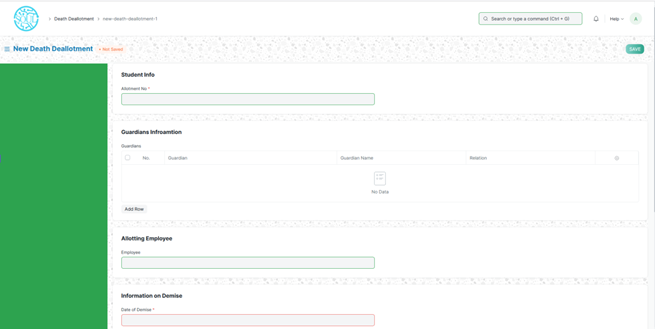 Death Deallotment > new-death-deallotment-1
Search or type a command (Ctrl + G)
Help
A
New Death Deallotment
Not Saved
SAVE
Student Info
Allotment No *
Guardians Infroamtion
Guardians
No.
Guardian
Guardian Name
Relation
No Data
Add Row
Allotting Employee
Employee
Information on Demise
Date of Demise *